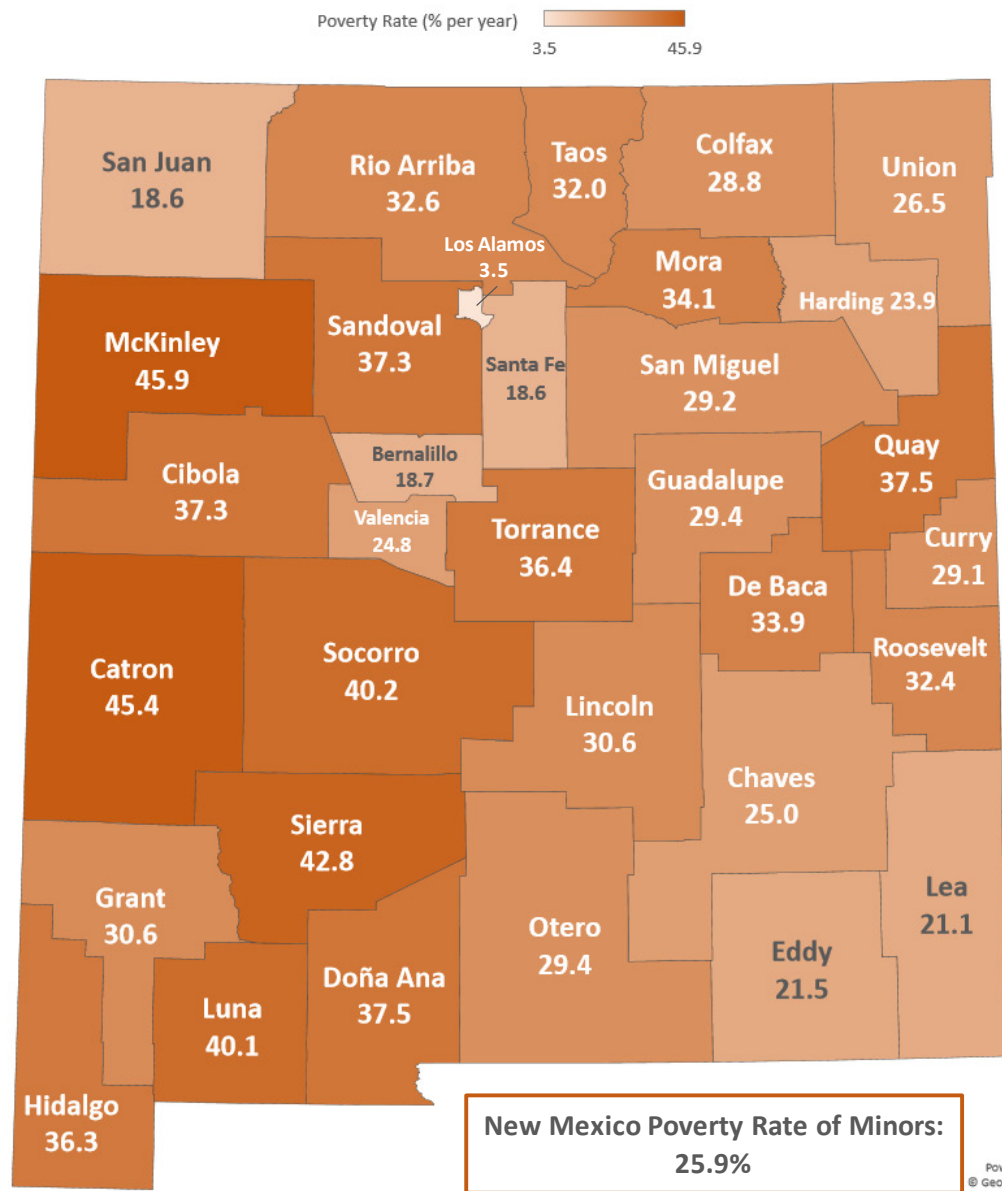 Poverty Rate (% per year)
3.5 45.9
San Juan
18.6
Rio Arriba
32.6
Taos
32.0
Colfax
28.8
Union
26.5
Los Alamos
3.5
Mora
34.1
Harding 23.9
McKinley
45.9
Sandoval
37.3
Santa Fe
18.6
San Miguel
29.2
Quay
37.5
Cibola
37.3
Bernalillo
18.7
Valencia
24.8
Torrance
36.4
Guadalupe
29.4
Curry
29.1
De Baca
33.9
Roosevelt
32.4
Catron
45.4
Socorro
40.2
Lincoln
30.6
Chaves
25.0
Sierra
42.8
Grant
30.6
Otero
29.4
Lea
21.1
Eddy
21.5
Doña Ana
37.5
Luna
40.1
Hidalgo
36.3
New Mexico Poverty Rate of Minors:
25.9%
Pov
© Geo